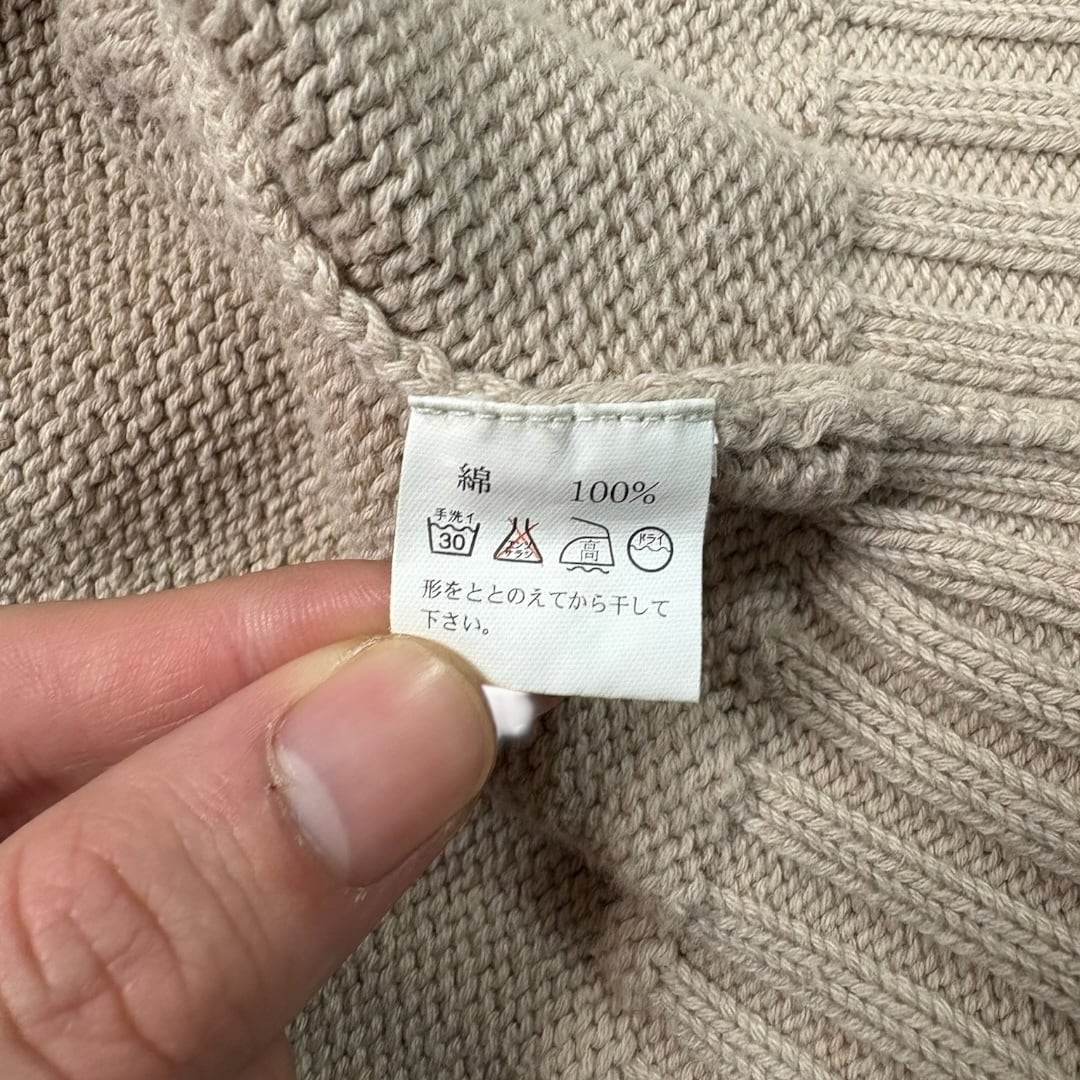 綿 100%
手洗イ
30 エンソ サラシ 高 ドライ
形をととのえてから干して
下さい。